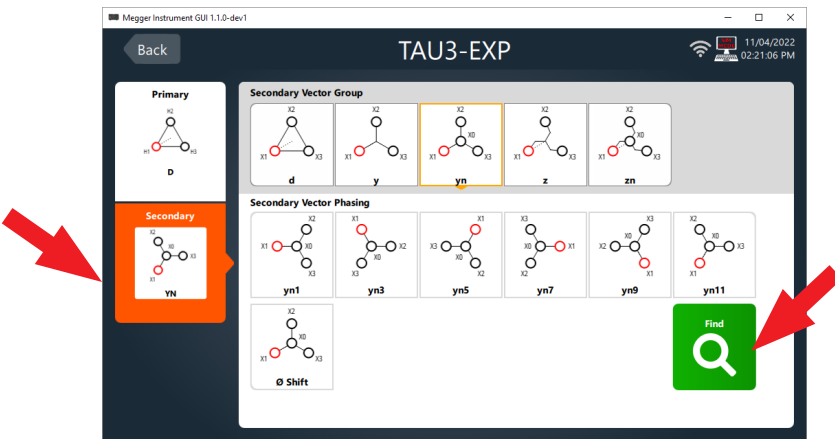 Megger Instrument GUI 1.1.0-dev1
Back
TAU3-EXP
11/04/2022
02:21:06 PM
Primary
H2
H1 H3
D
Secondary
X2
X0
X3
X1
YN
Secondary Vector Group
X2 X2 X2 X2 X2
X0 X0
X1 X3 X1 X3 X1 X3 X1 X3 X1 X3
d y yn z zn
Secondary Vector Phasing
X2 X1 X1 X3 X3 X2
X1 X0 X0 X2 X3 X0 X0 X1 X2 X0 X0 X3
X3 X3 X2 X2 X1 X1
yn1 yn3 yn5 yn7 yn9 yn11
X2
X0
X1 X3
Ø Shift
Find